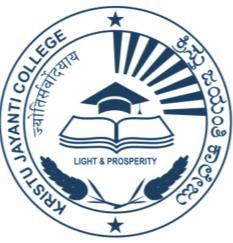 KRISTU JAYANTI COLLEGE
ಕ್ರಿಸ್ತು ಜಯಂತಿ ಕಾಲೇಜು
ज्योतिर्सर्वोदयाय
LIGHT & PROSPERITY